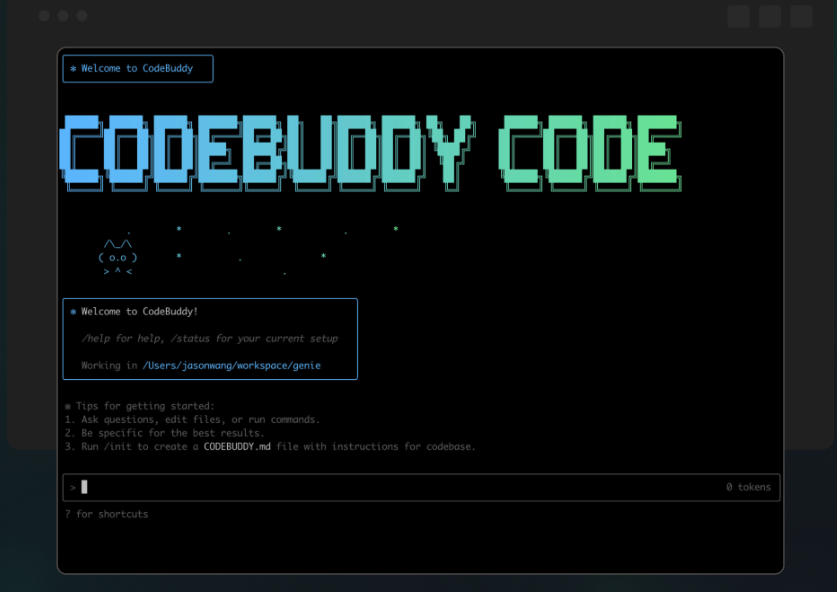 * Welcome to CodeBuddy
CODEBUDDY CODE
. * . * . *
/\_/\
( o.o ) * . *
> ^ < .
* Welcome to CodeBuddy!
/help for help, /status for your current setup
Working in /Users/jasonwang/workspace/genie
※ Tips for getting started:
1. Ask questions, edit files, or run commands.
2. Be specific for the best results.
3. Run /init to create a CODEBUDDY.md file with instructions for codebase.
> 0 tokens
? for shortcuts